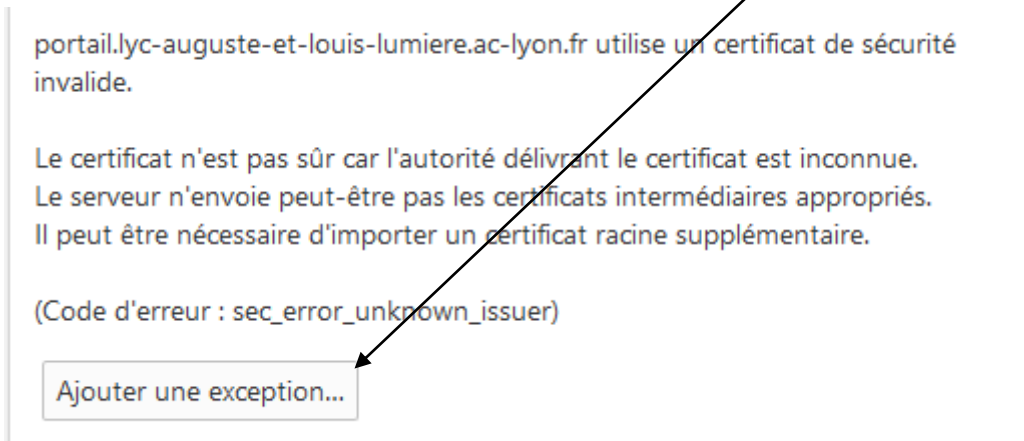 portail.lyc-auguste-et-louis-lumiere.ac-lyon.fr utilise un certificat de sécurité
invalide.
Le certificat n'est pas sûr car l'autorité délivrant le certificat est inconnue.
Le serveur n'envoie peut-être pas les certificats intermédiaires appropriés.
Il peut être nécessaire d'importer un certificat racine supplémentaire.
(Code d'erreur : sec_error_unknown_issuer)
Ajouter une exception...